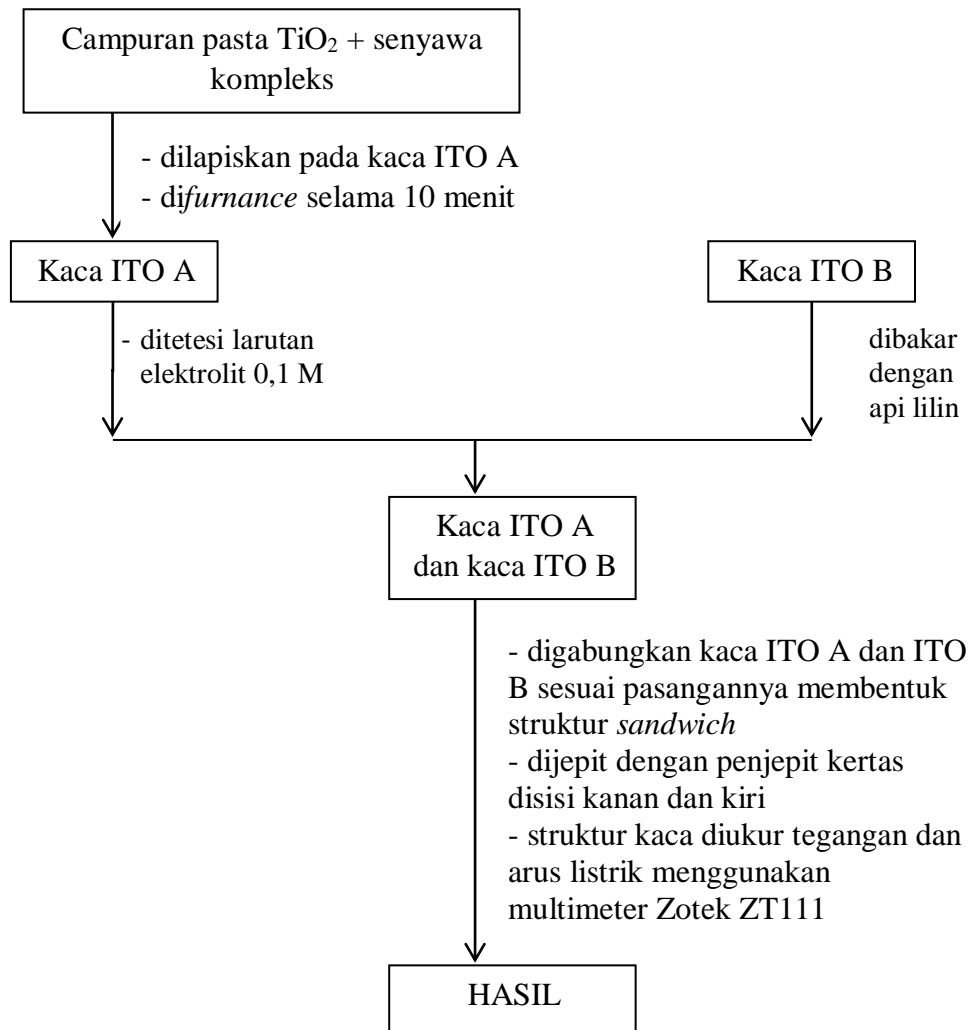 Campuran pasta TiO₂ + senyawa
kompleks
- dilapiskan pada kaca ITO A
- difurnance selama 10 menit
Kaca ITO A
Kaca ITO B
- ditetesi larutan
elektrolit 0,1 M
dibakar
dengan
api lilin
Kaca ITO A
dan kaca ITO B
- digabungkan kaca ITO A dan ITO
B sesuai pasangannya membentuk
struktur sandwich
- dijepit dengan penjepit kertas
disisi kanan dan kiri
- struktur kaca diukur tegangan dan
arus listrik menggunakan
multimeter Zotek ZT111
HASIL